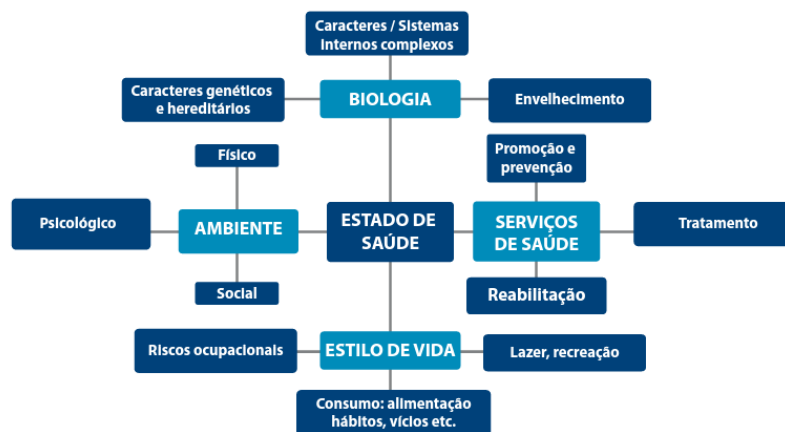 Caracteres / Sistemas
Internos complexos
Caracteres genéticos
e hereditários
BIOLOGIA
Envelhecimento
Físico
Promoção e
prevenção
Psicológico
AMBIENTE
ESTADO DE
SAÚDE
SERVIÇOS
DE SAÚDE
Tratamento
Social
Reabilitação
Riscos ocupacionais
ESTILO DE VIDA
Lazer, recreação
Consumo: alimentação
hábitos, vícios etc.